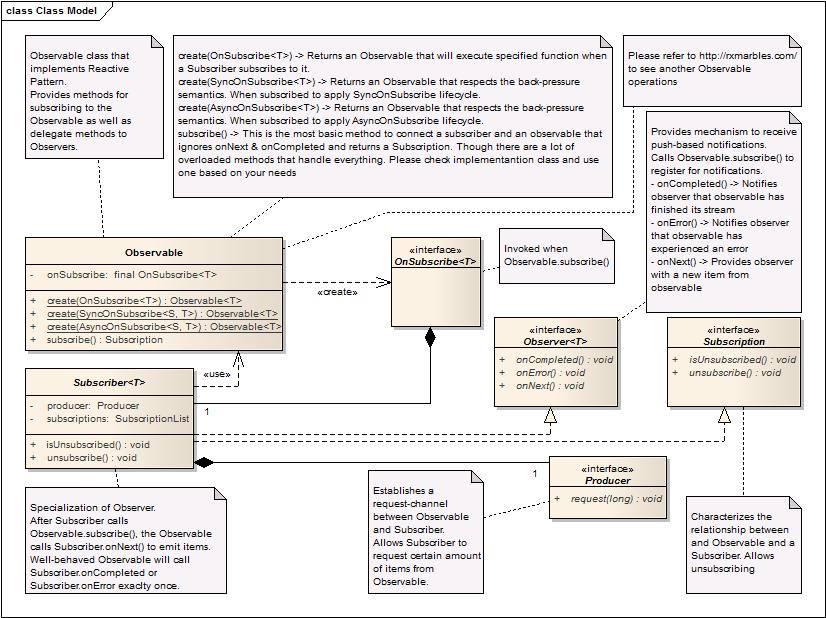 class Class Model
Observable class that
implements Reactive
Pattern.
Provides methods for
subscribing to the
Observable as well as
delegate methods to
Observers.
create(OnSubscribe<T>) -> Returns an Observable that will execute specified function when
a Subscriber subscribes to it.
create(SyncOnSubscribe<T>) -> Returns an Observable that respects the back-pressure
semantics. When subscribed to apply SyncOnSubscribe lifecycle.
create(AsyncOnSubscribe<T>) -> Returns an Observable that respects the back-pressure
semantics. When susbcribed to apply AsyncOnSusbcribe lifecycle.
susbcribe() -> This is the most basic method to connect a subscriber and an observable that
ignores onNext & onCompleted and returns a Susbcription. Though there are a lot of
overloaded methods that handle everything. Please check implementantion class and use
one based on your needs
Please refer to http://rxmarbles.com/
to see another Observable
operations
Provides mechanism to receive
push-based notifications.
Calls Observable.subscribe() to
register for notifications.
- onCompleted() -> Notifies
observer that observable has
finished its stream
- onError() -> Notifies observer
that observable has
experienced an error
- onNext() -> Provides observer
with a new item from
observable
Observable
- onSubscribe: final OnSubscribe<T>
+ create(OnSubscribe<T>) : Observable<T>
+ create(SyncOnSubscribe<S, T>) : Observable<T>
+ create(AsyncOnSubscribe<S, T>) : Observable<T>
+ subscribe() : Subscription
«create»
«interface»
OnSubscribe<T>
Invoked when
Observable.subscribe()
«interface»
Observer<T>
+ onCompleted() : void
+ onError() : void
+ onNext() : void
«interface»
Subscription
+ isUnsubscribed() : void
+ unsubscribe() : void
«use»
Subscriber<T>
- producer: Producer
- subscriptions: SubscriptionList
+ isUnsubscribed() : void
+ unsubscribe() : void
1
1
«interface»
Producer
+ request(long) : void
Specialization of Observer.
After Subscriber calls
Observable.subscribe(), the Observable
calls Subscriber.onNext() to emit items.
Well-behaved Observable will call
Subscriber.onCompleted or
Subscriber.onError exaclty once.
Establishes a
request-channel
between Observable
and Subscriber.
Allows Subscriber to
request certain amount
of items from
Observable.
Characterizes the
relationship between
and Observable and a
Subscriber. Allows
unsubscribing